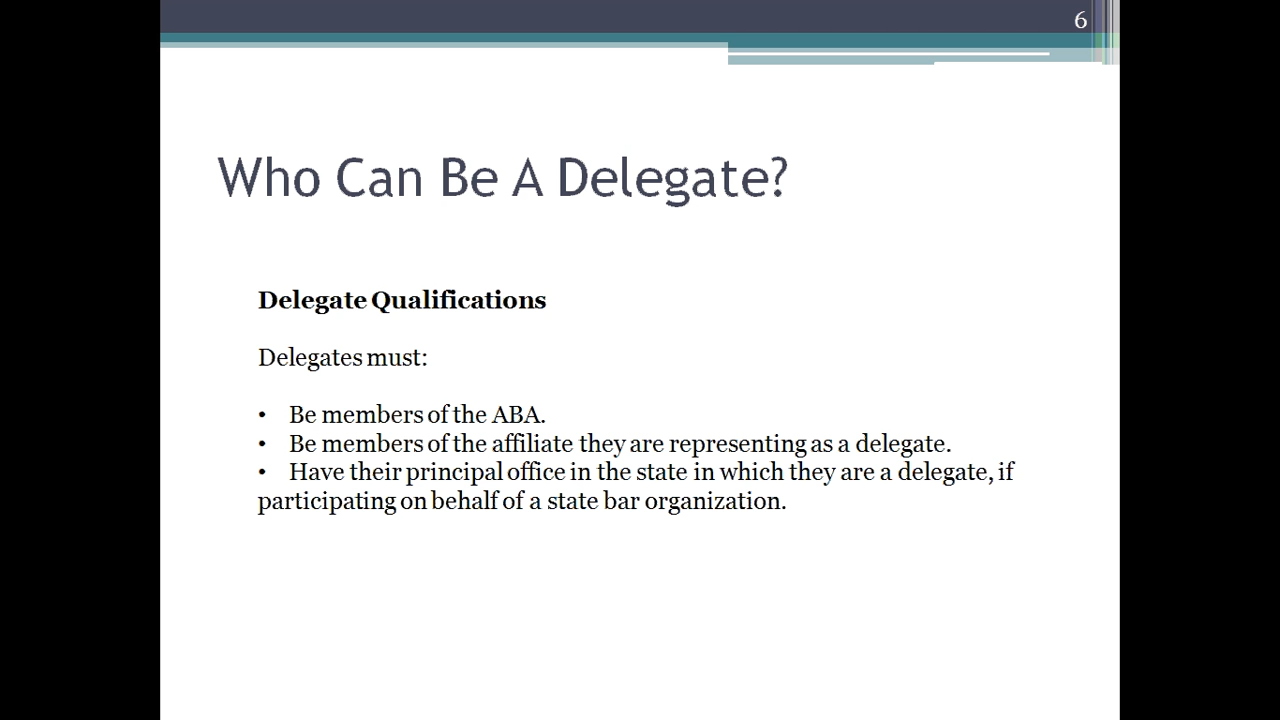 6
Who Can Be A Delegate?
Delegate Qualifications
Delegates must:
• Be members of the ABA.
• Be members of the affiliate they are representing as a delegate.
• Have their principal office in the state in which they are a delegate, if
participating on behalf of a state bar organization.